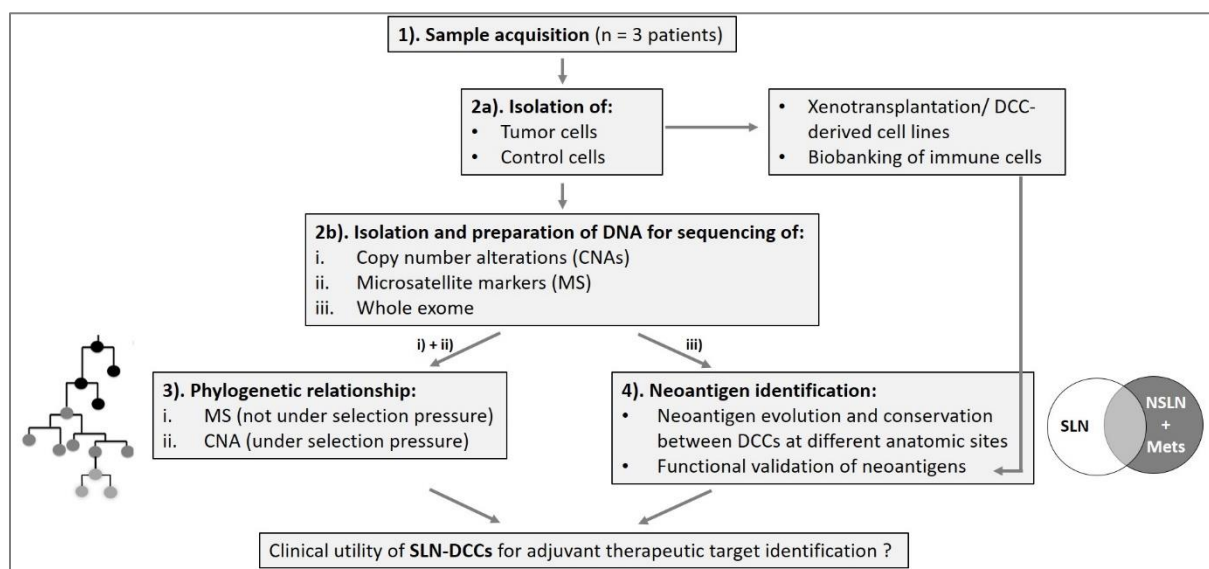 1). Sample acquisition (n = 3 patients)
2a). Isolation of:
• Tumor cells
• Control cells
• Xenotransplantation/ DCC-
derived cell lines
• Biobanking of immune cells
2b). Isolation and preparation of DNA for sequencing of:
i. Copy number alterations (CNAs)
ii. Microsatellite markers (MS)
iii. Whole exome
i) + ii)
iii)
3). Phylogenetic relationship:
i. MS (not under selection pressure)
ii. CNA (under selection pressure)
4). Neoantigen identification:
• Neoantigen evolution and conservation
between DCCs at different anatomic sites
• Functional validation of neoantigens
SLN
NSLN
+
Mets
Clinical utility of SLN-DCCs for adjuvant therapeutic target identification ?